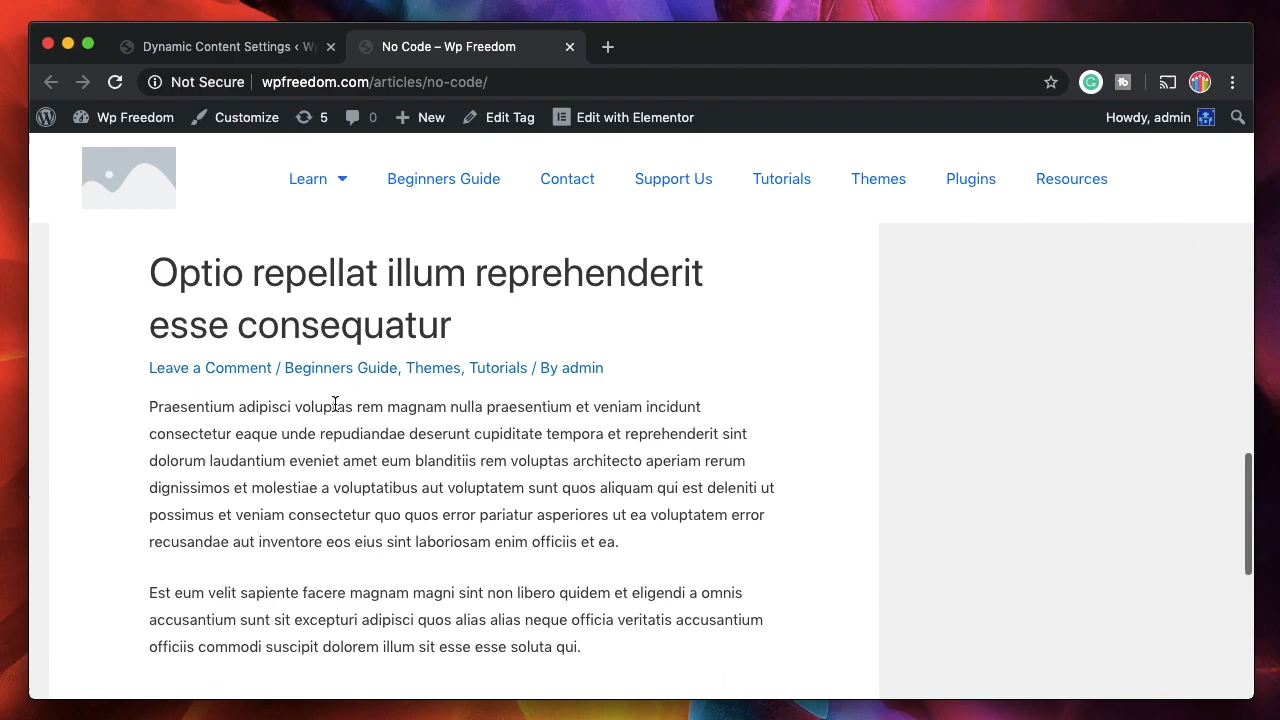 Dynamic Content Settings ‹ W
No Code – Wp Freedom
Not Secure
wpfreedom.com/articles/no-code/
Wp Freedom
Customize
5
0
New
Edit Tag
Edit with Elementor
Howdy, admin
Learn
Beginners Guide
Contact
Support Us
Tutorials
Themes
Plugins
Resources
Optio repellat illum reprehenderit
esse consequatur
Leave a Comment / Beginners Guide, Themes, Tutorials / By admin
Praesentium adipisci voluptas rem magnam nulla praesentium et veniam incidunt
consectetur eaque unde repudiandae deserunt cupiditate tempora et reprehenderit sint
dolorum laudantium eveniet amet eum blanditiis rem voluptas architecto aperiam rerum
dignissimos et molestiae a voluptatibus aut voluptatem sunt quos aliquam qui est deleniti ut
possimus et veniam consectetur quo quos error pariatur asperiores ut ea voluptatem error
recusandae aut inventore eos eius sint laboriosam enim officiis et ea.
Est eum velit sapiente facere magnam magni sint non libero quidem et eligendi a omnis
accusantium sunt sit excepturi adipisci quos alias alias neque officia veritatis accusantium
officiis commodi suscipit dolorem illum sit esse esse soluta qui.